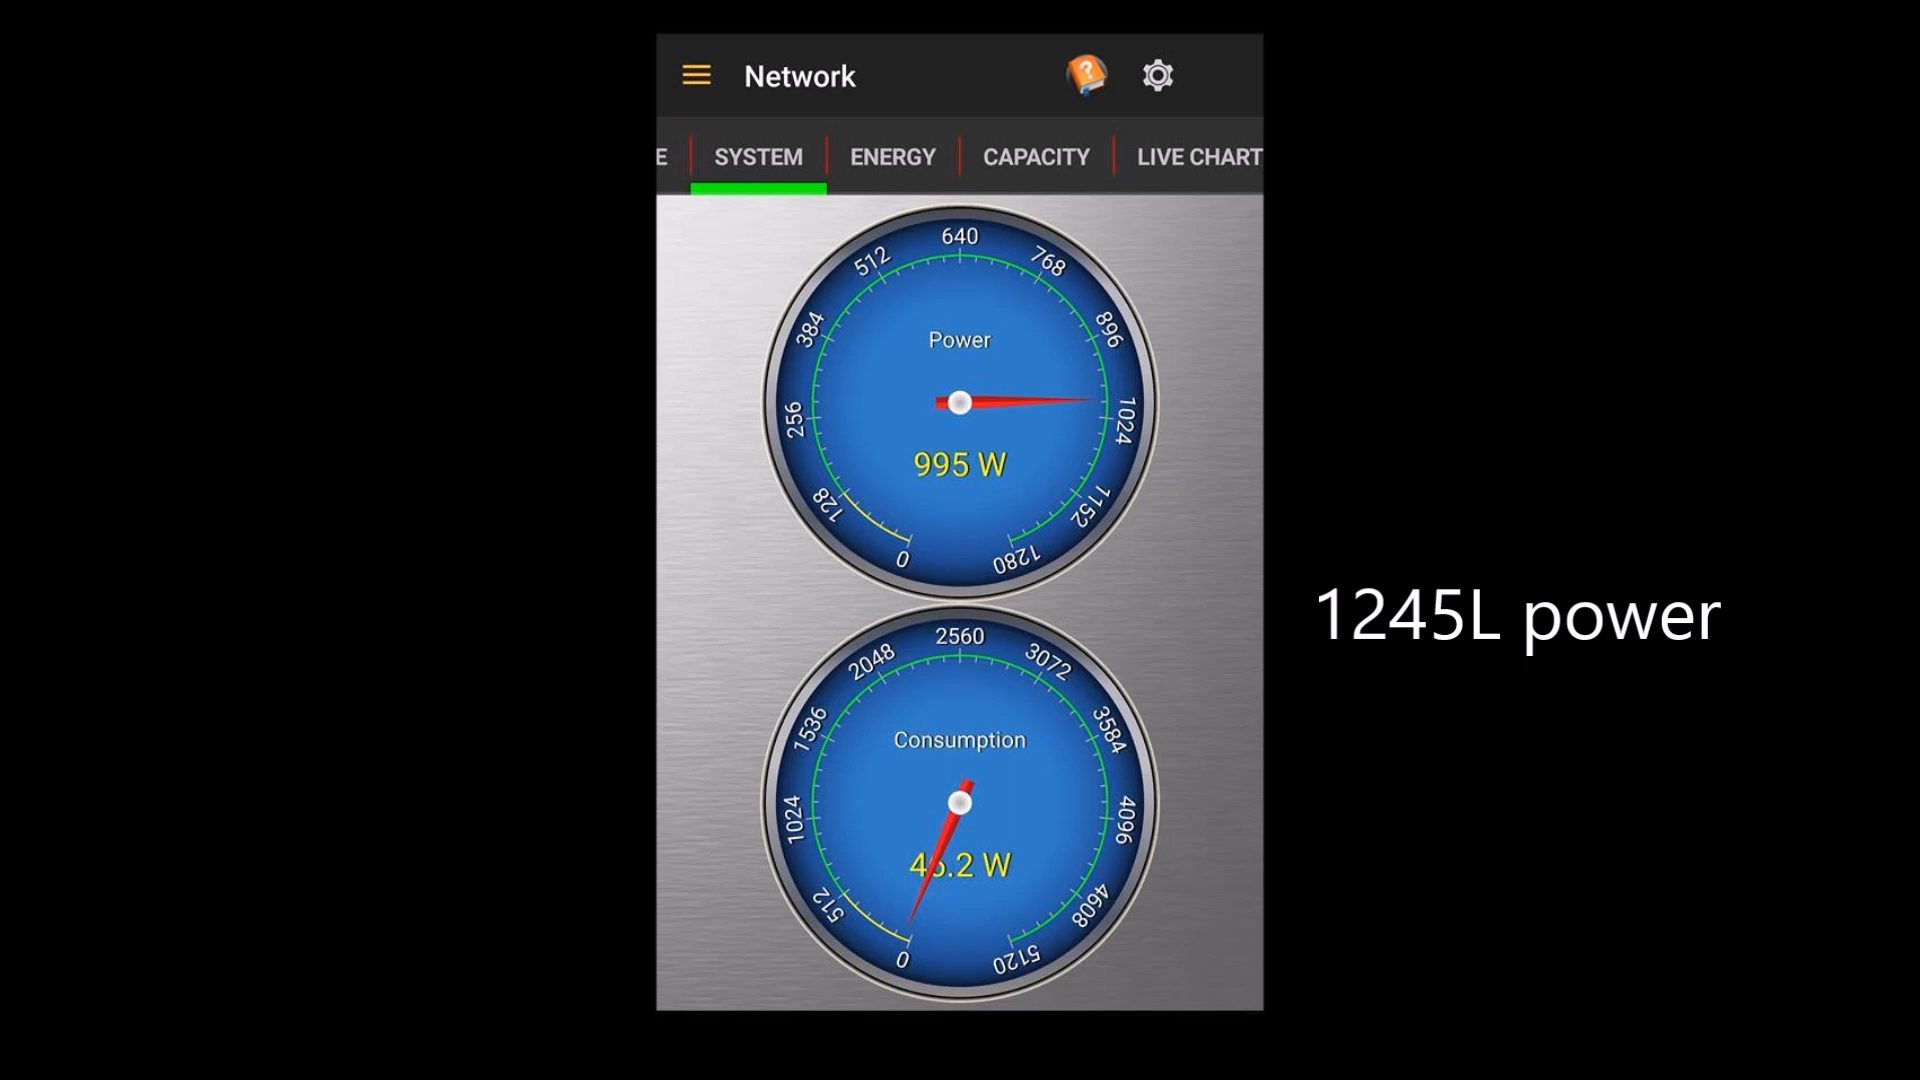 Network
E
SYSTEM
ENERGY
CAPACITY
LIVE CHART
0
128
256
384
512
640
768
896
1024
1152
1280
Power
995 W
0
512
1024
1536
2048
2560
3072
3584
4096
4608
5120
Consumption
1245L power